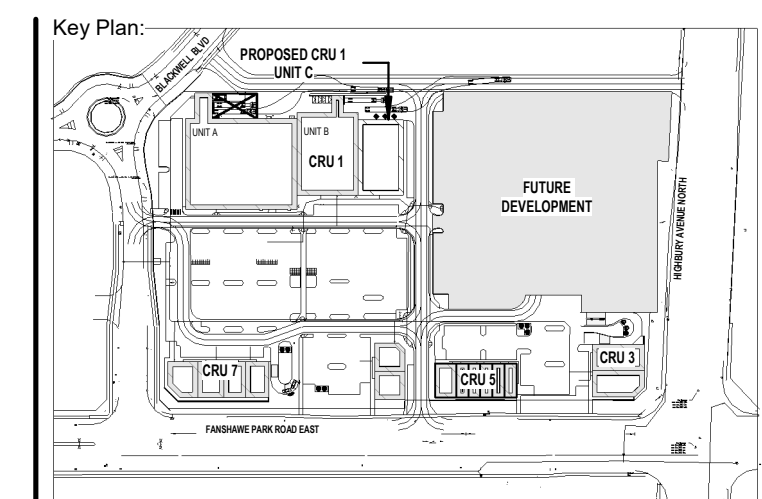 Key Plan:
BLACKWELL BLVD
PROPOSED CRU 1
UNIT C
UNIT A
UNIT B
CRU 1
FUTURE
DEVELOPMENT
HIGHBURY AVENUE NORTH
CRU 7
CRU 5
CRU 3
FANSHAWE PARK ROAD EAST